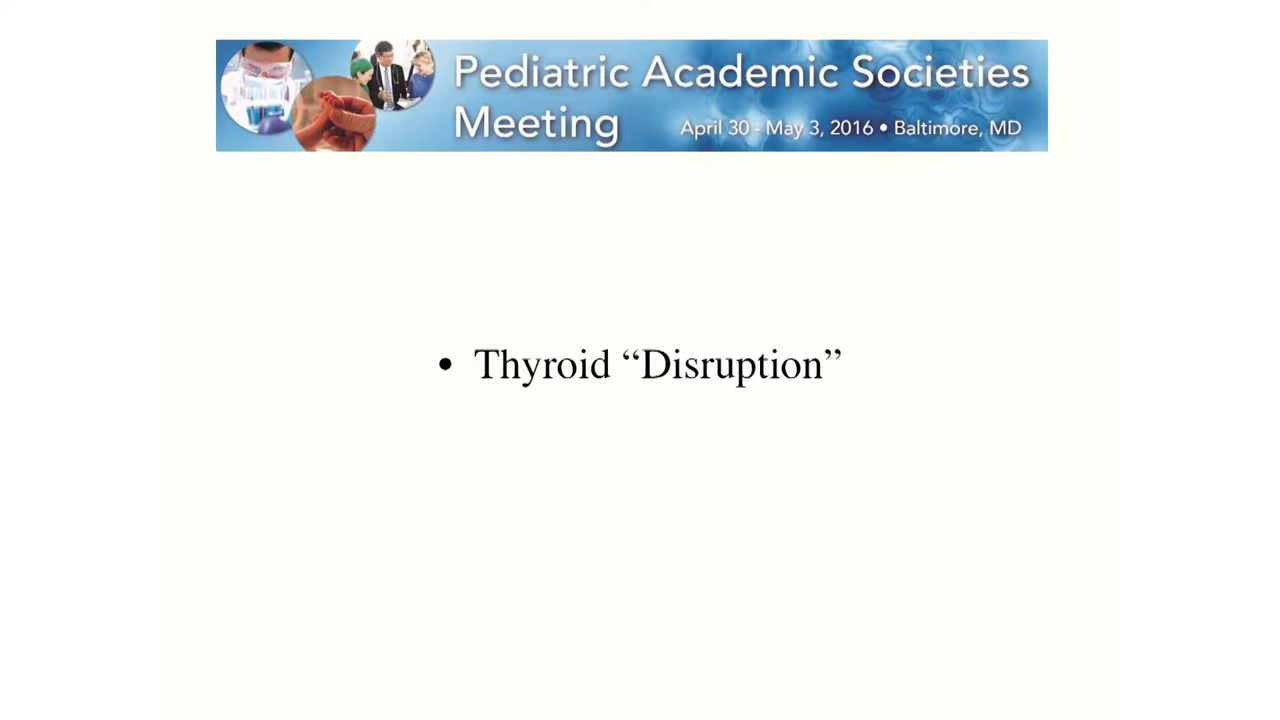 Pediatric Academic Societies
Meeting
April 30 - May 3, 2016 • Baltimore, MD
• Thyroid “Disruption”